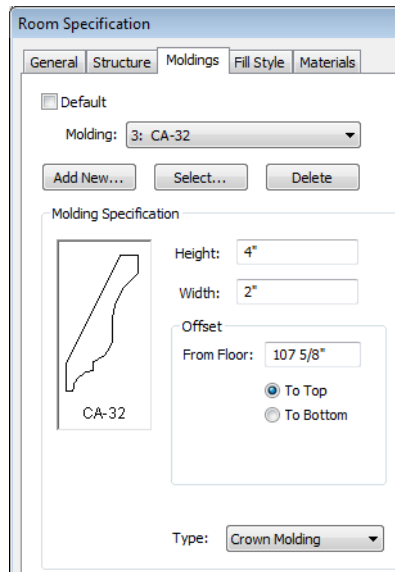 Room Specification
General Structure Moldings Fill Style Materials
Default
Molding: 3: CA-32
Add New... Select... Delete
Molding Specification
Height: 4"
Width: 2"
Offset
From Floor: 107 5/8"
To Top
To Bottom
CA-32
Type: Crown Molding